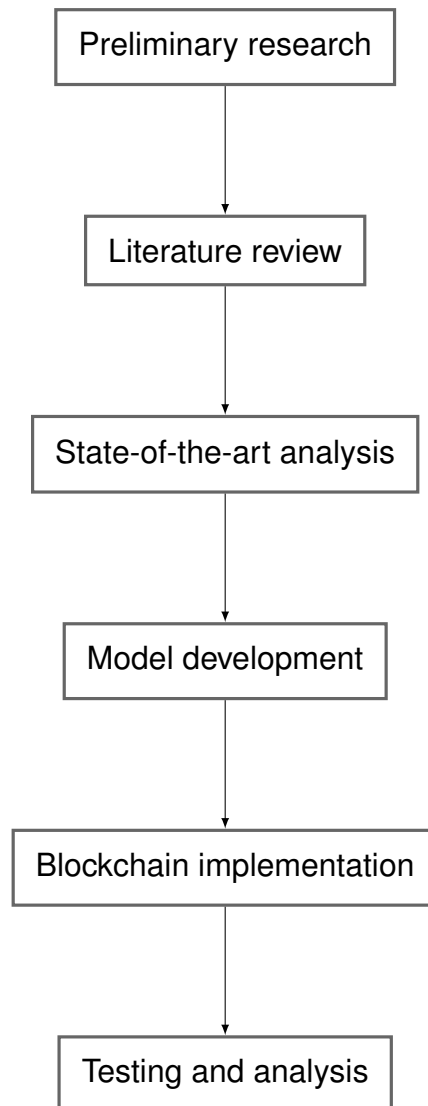 Preliminary research
Literature review
State-of-the-art analysis
Model development
Blockchain implementation
Testing and analysis